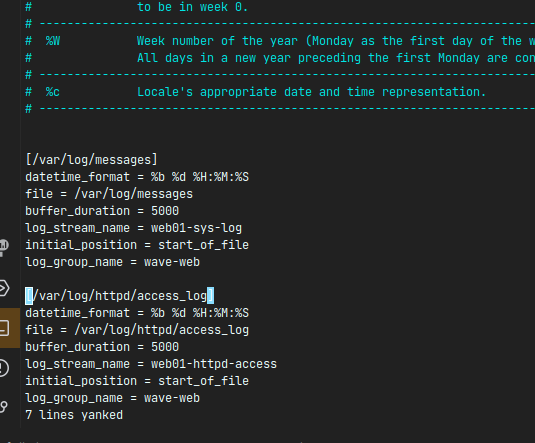 #              to be in week 0.
# -----------------------------------------------------------------------
#  %W          Week number of the year (Monday as the first day of the
#              All days in a new year preceding the first Monday are
# -----------------------------------------------------------------------
#  %c          Locale's appropriate date and time representation.
# -----------------------------------------------------------------------
[/var/log/messages]
datetime_format = %b %d %H:%M:%S
file = /var/log/messages
buffer_duration = 5000
log_stream_name = web01-sys-log
initial_position = start_of_file
log_group_name = wave-web
[/var/log/httpd/access_log]
datetime_format = %b %d %H:%M:%S
file = /var/log/httpd/access_log
buffer_duration = 5000
log_stream_name = web01-httpd-access
initial_position = start_of_file
log_group_name = wave-web
7 lines yanked